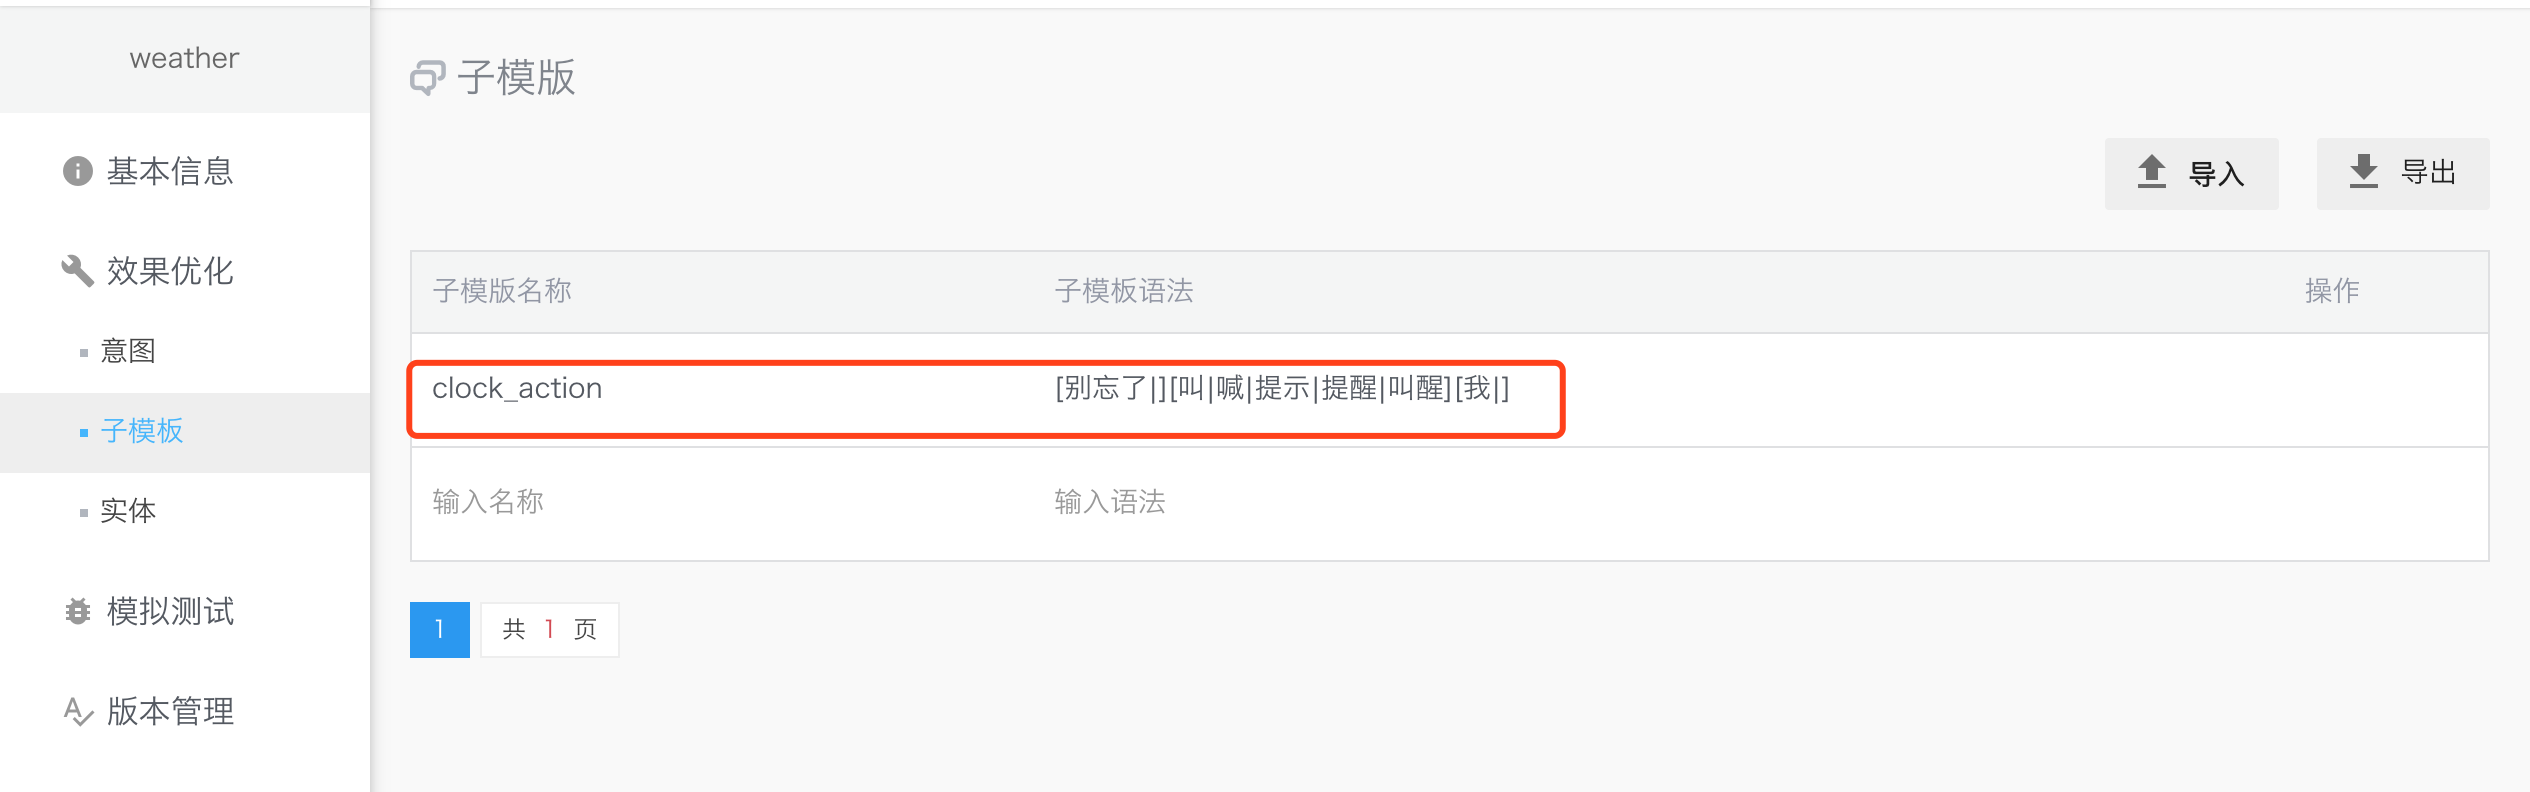 weather
基本信息
效果优化
意图
子模板
实体
模拟测试
版本管理
子模版
导入 导出
子模版名称 子模板语法 操作
clock_action [别忘了|][叫|喊|提示|提醒|叫醒][我|]
输入名称 输入语法
1 共 1 页